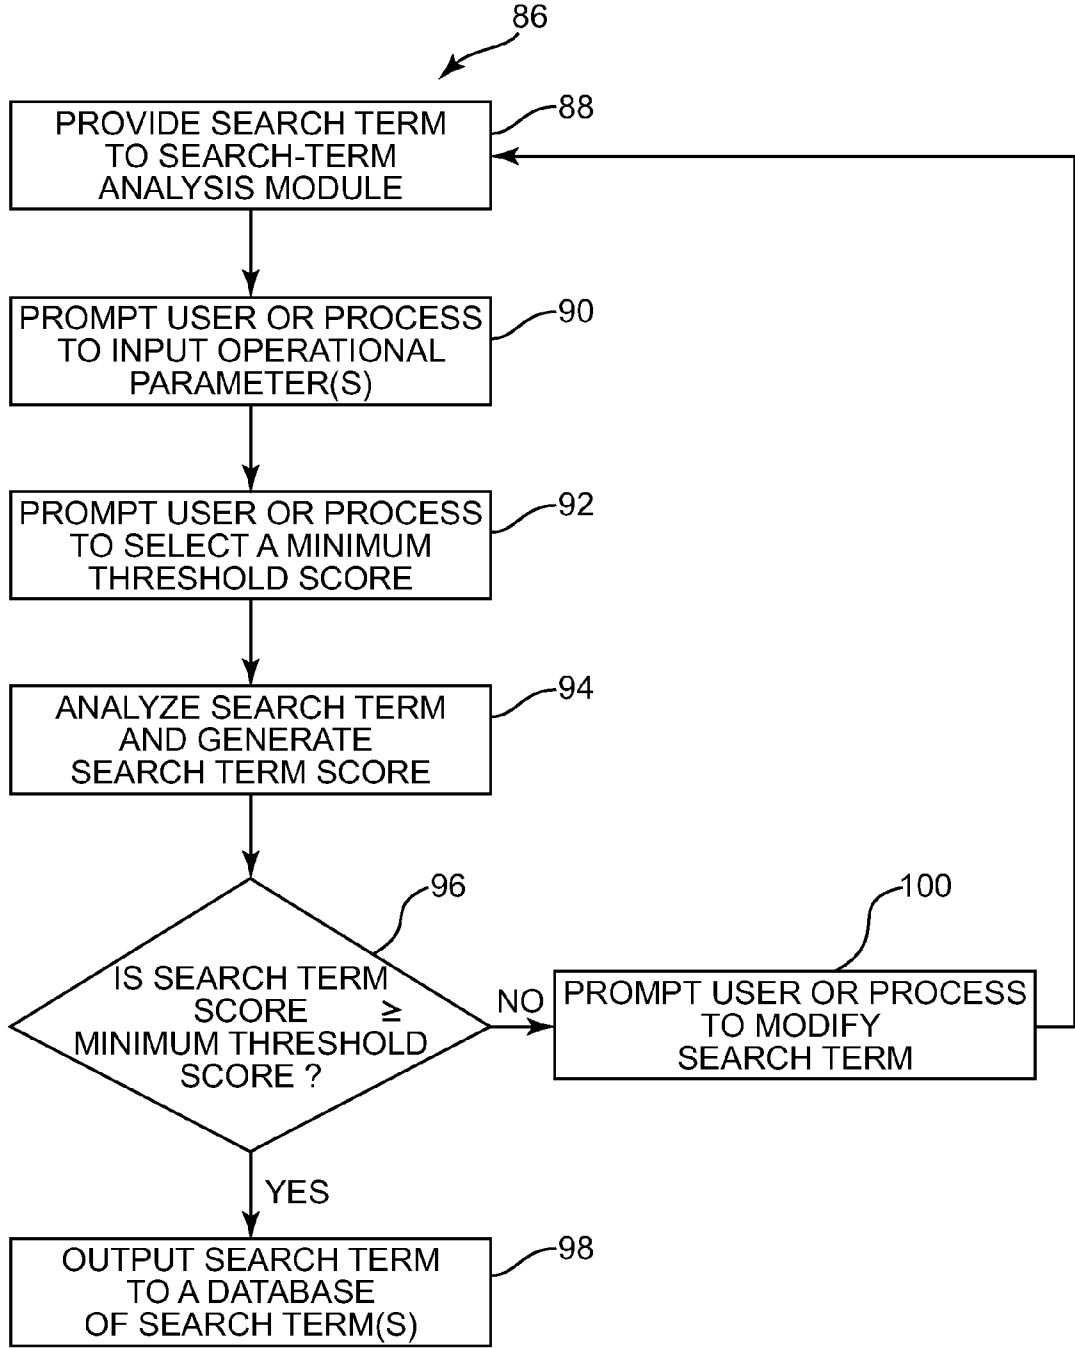 86
PROVIDE SEARCH TERM
TO SEARCH-TERM
ANALYSIS MODULE
88
PROMPT USER OR PROCESS
TO INPUT OPERATIONAL
PARAMETER(S)
90
PROMPT USER OR PROCESS
TO SELECT A MINIMUM
THRESHOLD SCORE
92
ANALYZE SEARCH TERM
AND GENERATE
SEARCH TERM SCORE
94
IS SEARCH TERM
SCORE ≥
MINIMUM THRESHOLD
SCORE ?
96
NO
PROMPT USER OR PROCESS
TO MODIFY
SEARCH TERM
100
YES
OUTPUT SEARCH TERM
TO A DATABASE
OF SEARCH TERM(S)
98